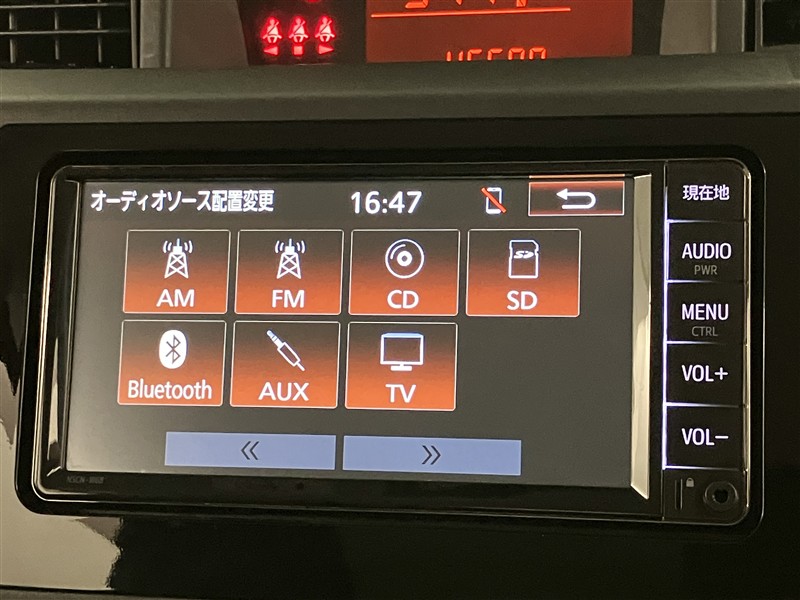 オーディオソース配置変更 16:47
現在地
AM FM CD SD
AUDIO
PWR
MENU
CTRL
Bluetooth AUX TV
VOL+
VOL−